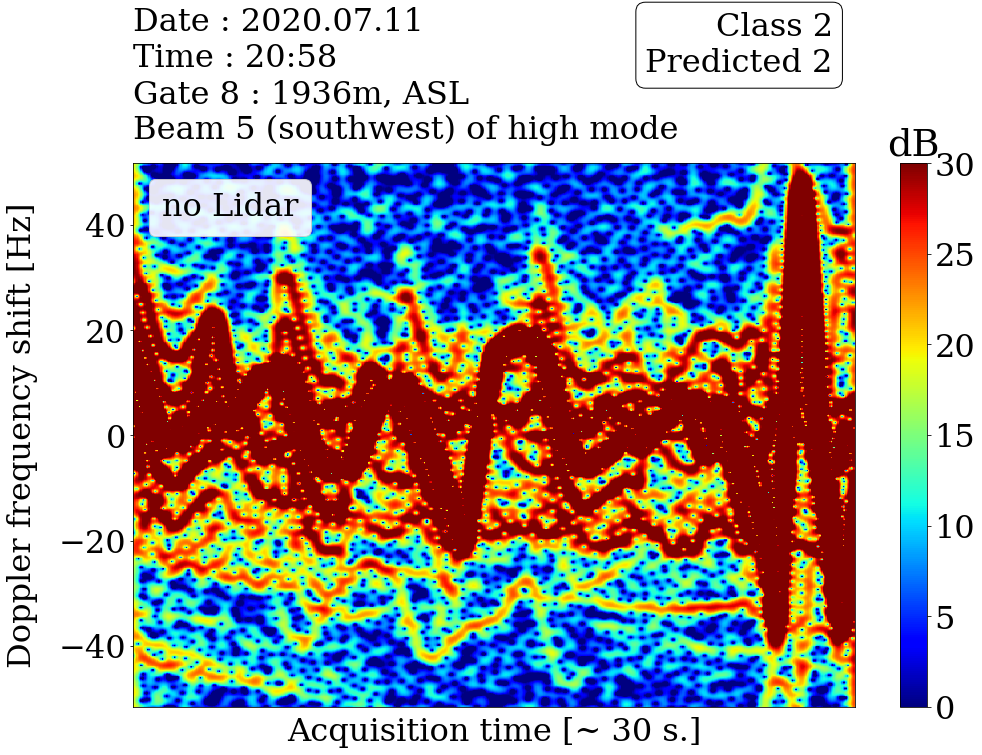 Date : 2020.07.11
Time : 20:58
Gate 8 : 1936m, ASL
Beam 5 (southwest) of high mode
Class 2
Predicted 2
dB
no Lidar
Doppler frequency shift [Hz]
40
20
0
−20
−40
30
25
20
15
10
5
0
Acquisition time [~ 30 s.]